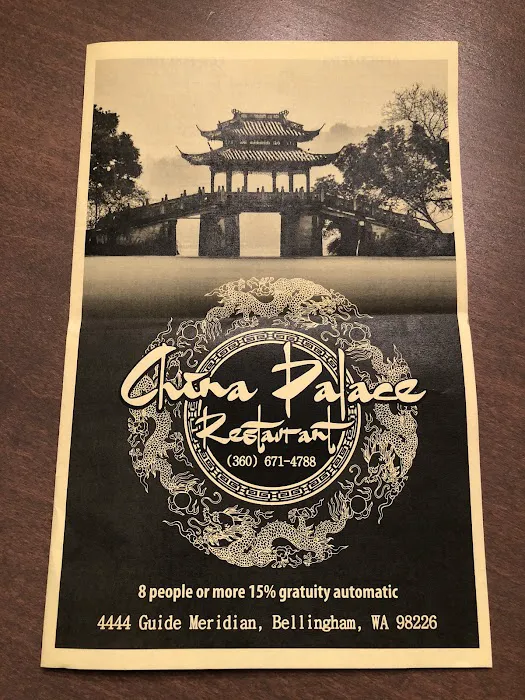 China Palace
Restaurant
(360) 671-4788
8 people or more 15% gratuity automatic
4444 Guide Meridian, Bellingham, WA 98226